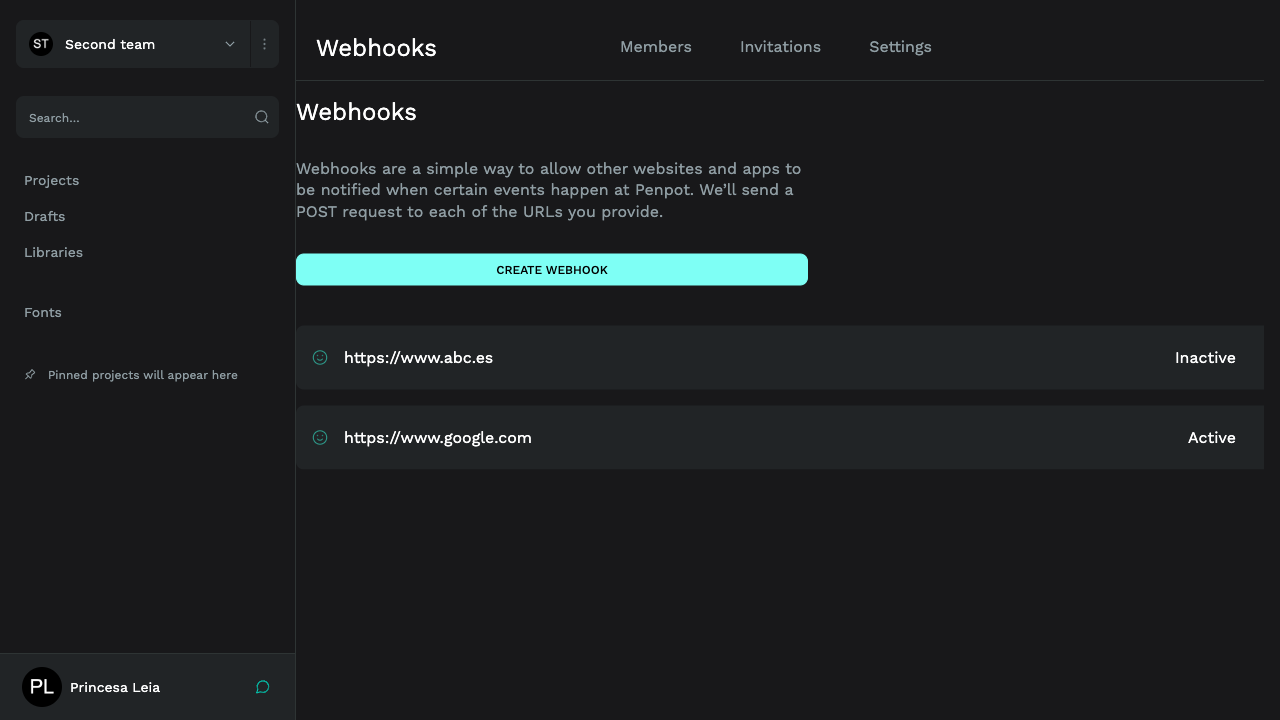 ST Second team
Search...
Projects
Drafts
Libraries
Fonts
Pinned projects will appear here
PL Princesa Leia
Webhooks Members Invitations Settings
Webhooks
Webhooks are a simple way to allow other websites and apps to
be notified when certain events happen at Penpot. We’ll send a
POST request to each of the URLs you provide.
CREATE WEBHOOK
https://www.abc.es Inactive
https://www.google.com Active